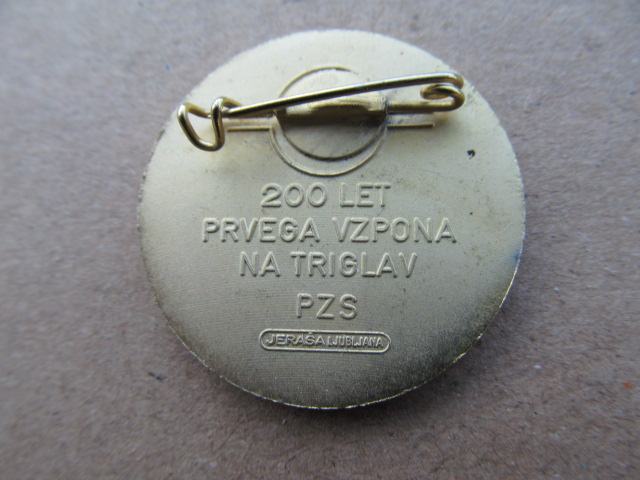 200 LET
PRVEGA VZPONA
NA TRIGLAV
PZS
JERAŠA LJUBLJANA